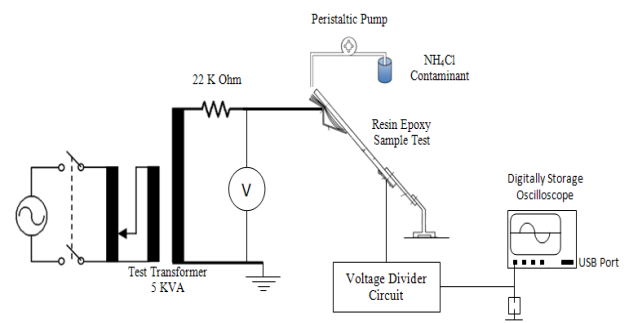 Peristaltic Pump
NH₄Cl
Contaminant
22 K Ohm
Resin Epoxy
Sample Test
Digitally Storage
Oscilloscope
V
USB Port
Test Transformer
5 KVA
Voltage Divider
Circuit